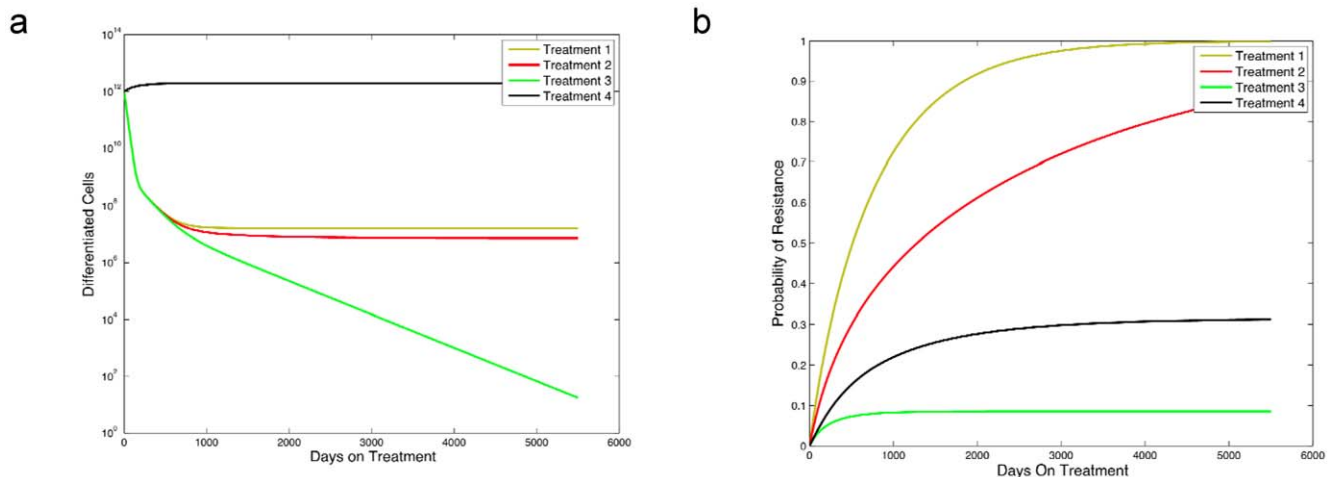 a
10^14
10^12
10^10
10^8
10^6
10^4
10^2
10^0
Differentiated Cells
Treatment 1
Treatment 2
Treatment 3
Treatment 4
0 1000 2000 3000 4000 5000 6000
Days on Treatment
b
1
0.9
0.8
0.7
0.6
0.5
0.4
0.3
0.2
0.1
0
Probability of Resistance
Treatment 1
Treatment 2
Treatment 3
Treatment 4
0 1000 2000 3000 4000 5000 6000
Days On Treatment